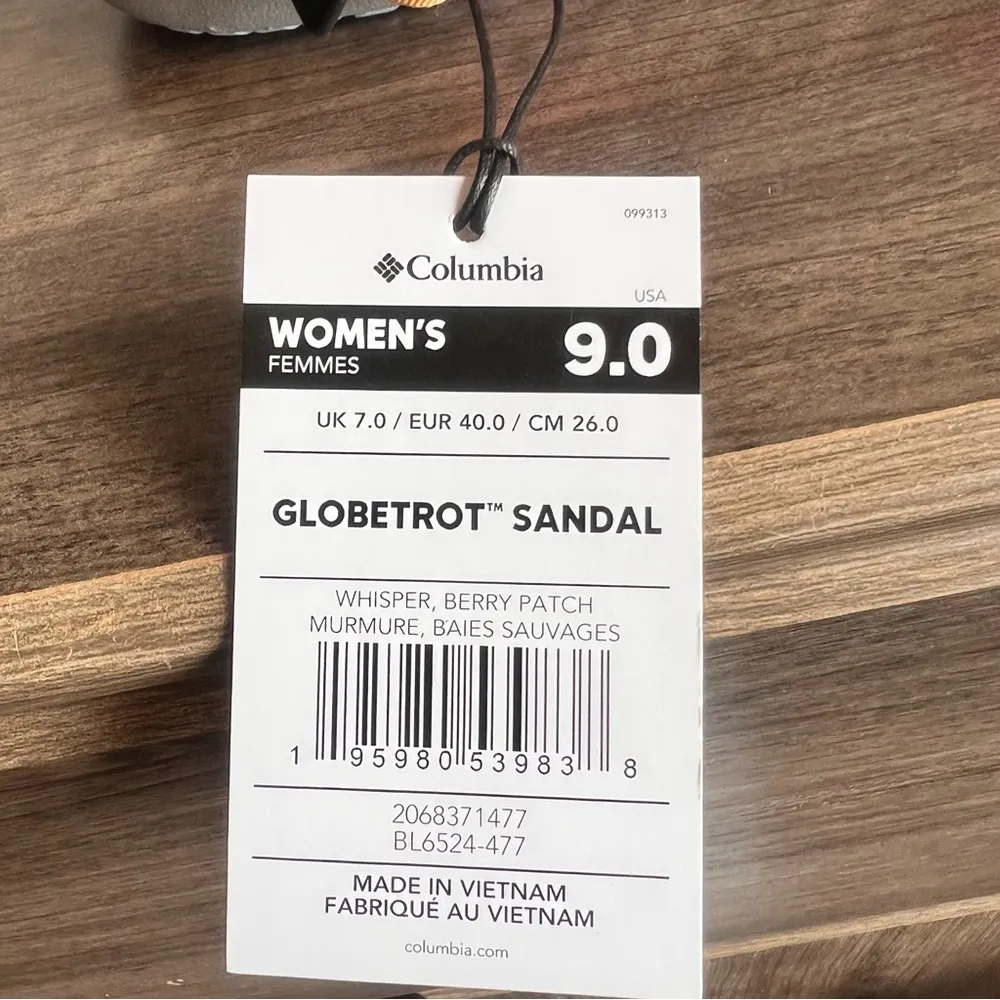 099313
Columbia
USA
WOMEN'S 9.0
FEMMES
UK 7.0 / EUR 40.0 / CM 26.0
GLOBETROT™ SANDAL
WHISPER, BERRY PATCH
MURMURE, BAIES SAUVAGES
1 95980 53983 8
2068371477
BL6524-477
MADE IN VIETNAM
FABRIQUÉ AU VIETNAM
columbia.com